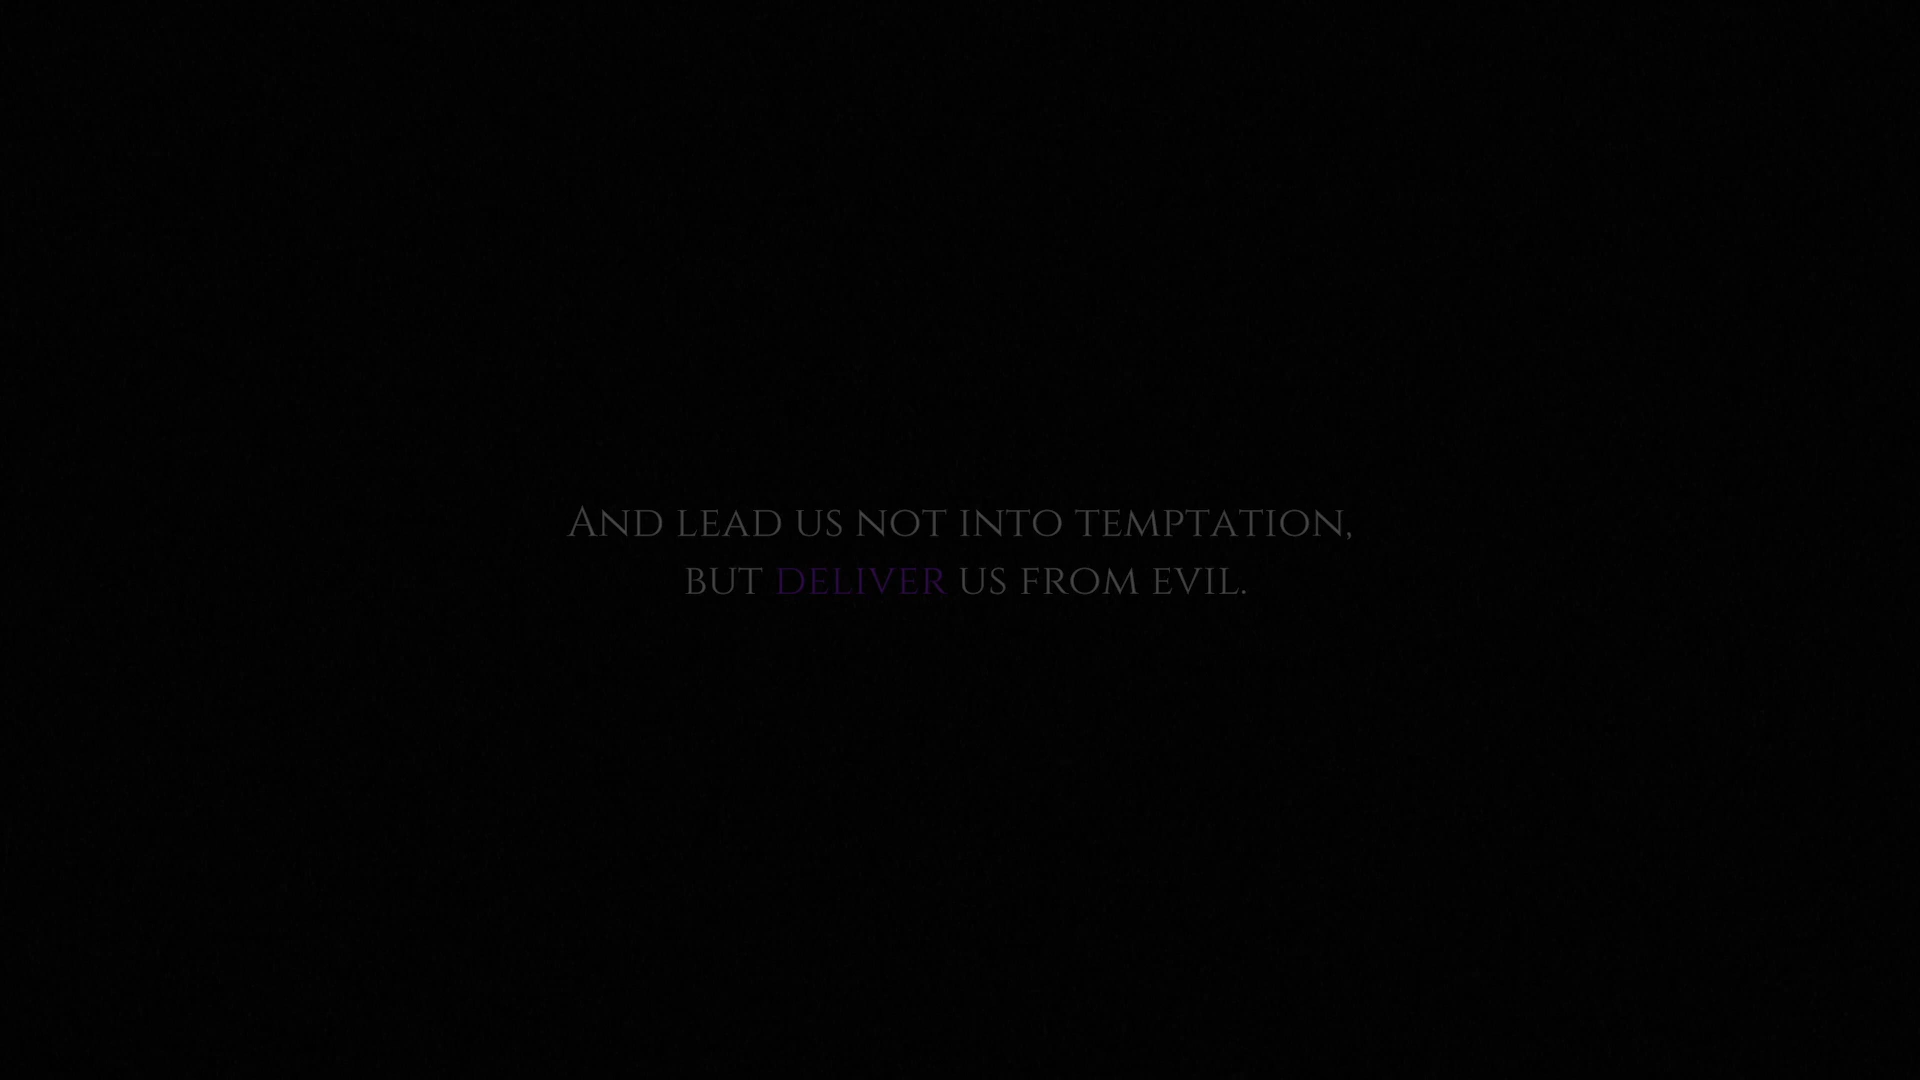 And lead us not into temptation,
but deliver us from evil.